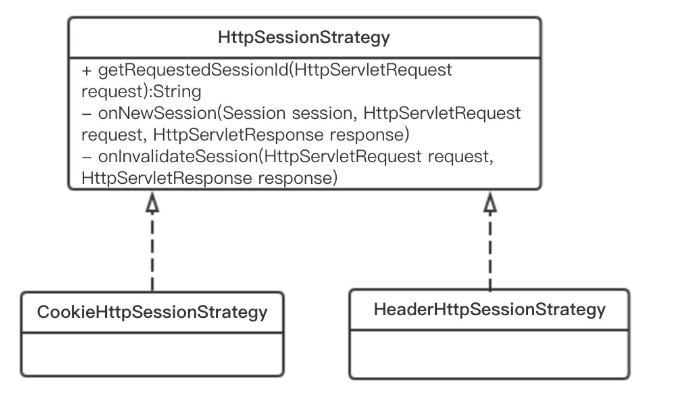 HttpSessionStrategy
+ getRequestedSessionId(HttpServletRequest
request):String
– onNewSession(Session session, HttpServletRequest
request, HttpServletResponse response)
– onInvalidateSession(HttpServletRequest request,
HttpServletResponse response)
CookieHttpSessionStrategy
HeaderHttpSessionStrategy